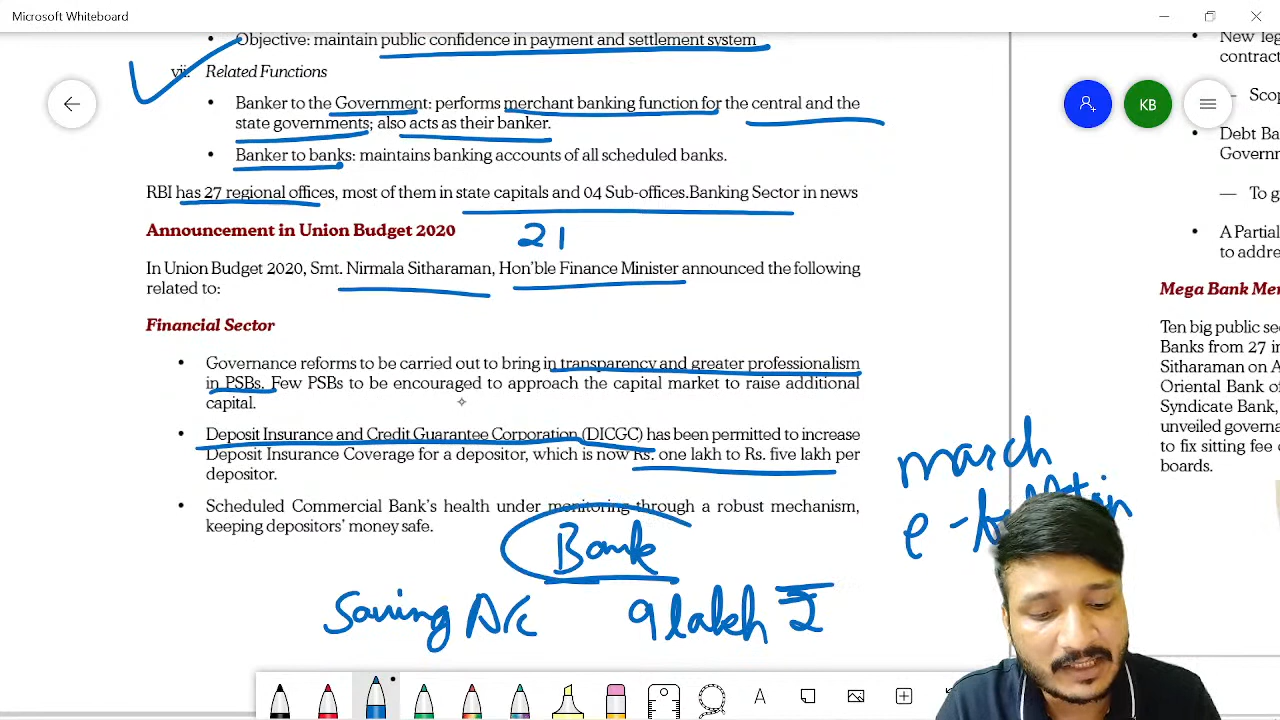 Microsoft Whiteboard
Objective: maintain public confidence in payment and settlement system
vii. Related Functions
Banker to the Government: performs merchant banking function for the central and the
state governments; also acts as their banker.
Banker to banks: maintains banking accounts of all scheduled banks.
RBI has 27 regional offices, most of them in state capitals and 04 Sub-offices.Banking Sector in news
Announcement in Union Budget 2020
21
In Union Budget 2020, Smt. Nirmala Sitharaman, Hon'ble Finance Minister announced the following
related to:
Financial Sector
Governance reforms to be carried out to bring in transparency and greater professionalism
in PSBs. Few PSBs to be encouraged to approach the capital market to raise additional
capital.
Deposit Insurance and Credit Guarantee Corporation (DICGC) has been permitted to increase
Deposit Insurance Coverage for a depositor, which is now Rs. one lakh to Rs. five lakh per
depositor.
Scheduled Commercial Bank's health under monitoring through a robust mechanism,
keeping depositors' money safe.
Bank
Saving A/c 9 lakh ₹
march
e-
KB
New leg
contract
Scop
Debt Ba
Governm
— To g
A Partial
to addre
Mega Bank Mer
Ten big public se
Banks from 27 in
Sitharaman on A
Oriental Bank of
Syndicate Bank,
unveiled governa
to fix sitting fee
boards.
A